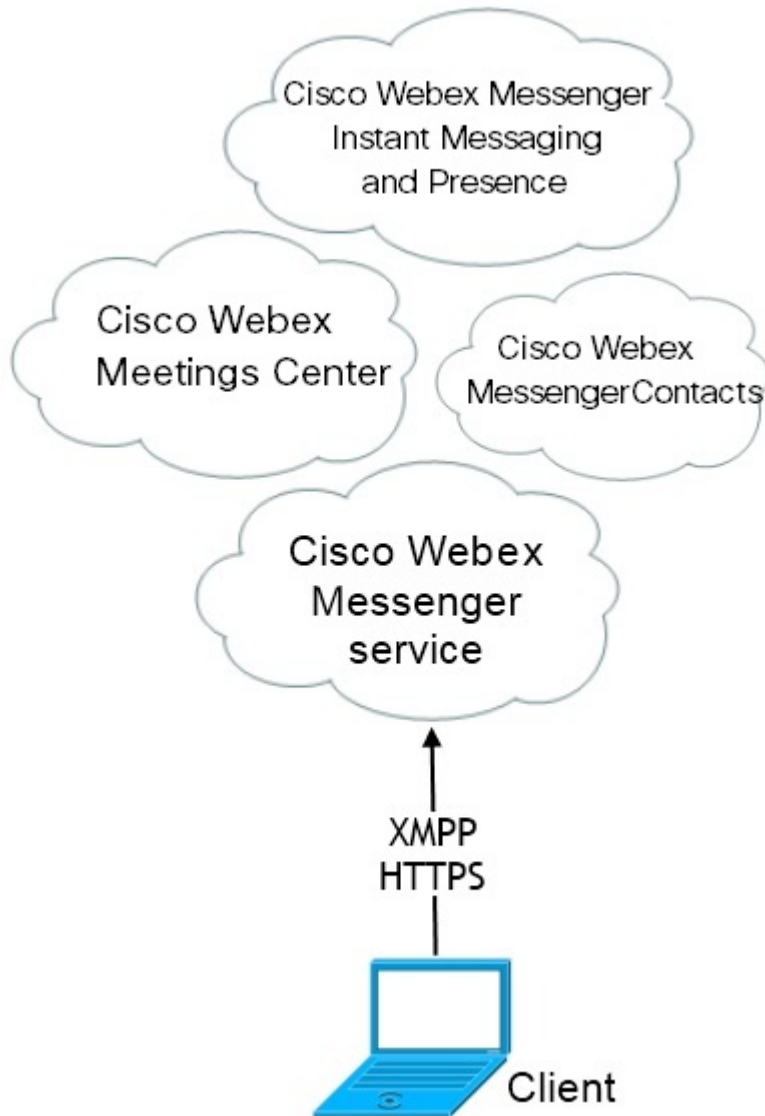 Cisco Webex Messenger
Instant Messaging
and Presence
Cisco Webex
Meetings Center
Cisco Webex
MessengerContacts
Cisco Webex
Messenger
service
XMPP
HTTPS
Client